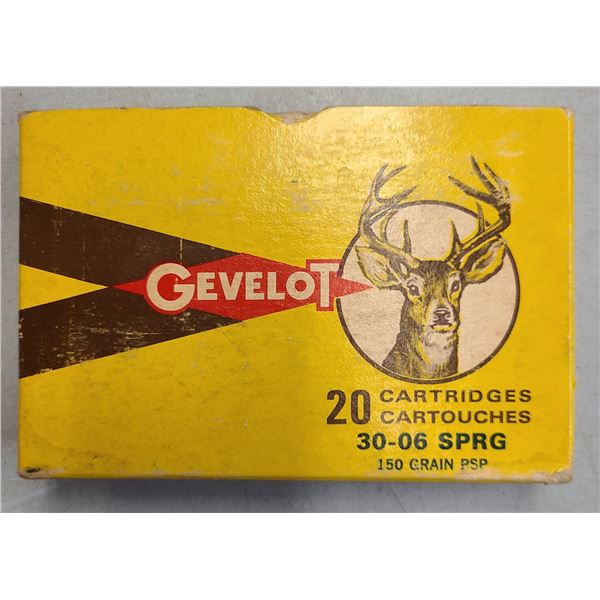 GEVELOT
20 CARTRIDGES
CARTOUCHES
30-06 SPRG
150 GRAIN PSP